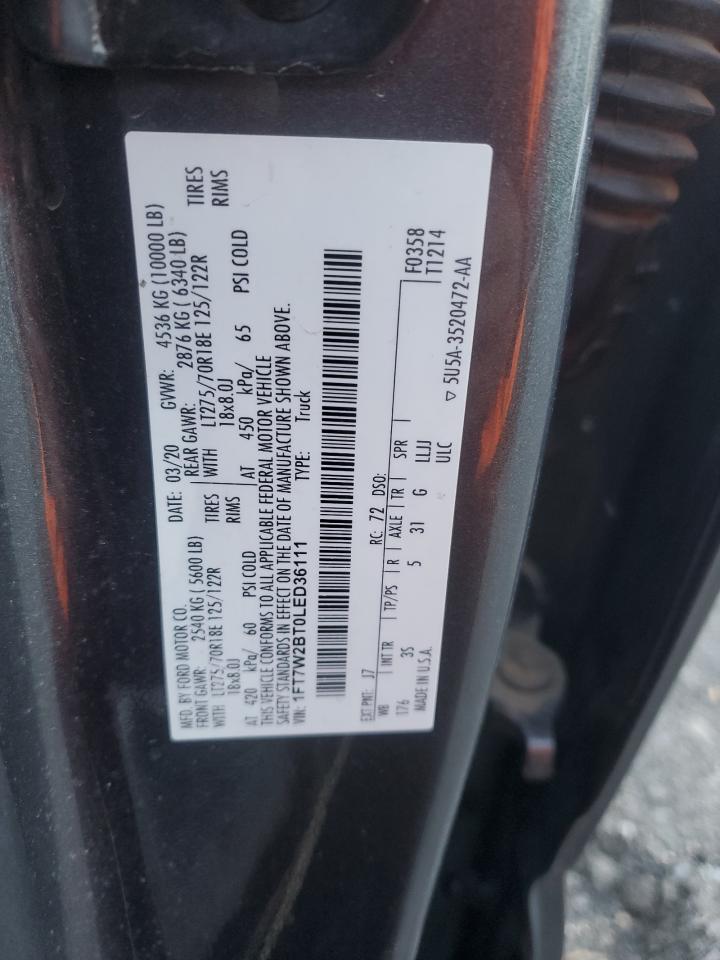 MFD. BY FORD MOTOR CO.
DATE: 03/20 GVWR: 4536 KG (10000 LB)
FRONT GAWR: 2540 KG ( 5600 LB) REAR GAWR: 2876 KG ( 6340 LB)
WITH LT275/70R18E 125/122R TIRES WITH LT275/70R18E 125/122R TIRES
18x8.0J RIMS 18x8.0J RIMS
AT 420 kPa/ 60 PSI COLD AT 450 kPa/ 65 PSI COLD
THIS VEHICLE CONFORMS TO ALL APPLICABLE FEDERAL MOTOR VEHICLE
SAFETY STANDARDS IN EFFECT ON THE DATE OF MANUFACTURE SHOWN ABOVE.
VIN: 1FT7W2BT0LED36111 TYPE: Truck
EXT PNT: J7 RC: 72 DSO:
WB INT TR TP/PS R AXLE TR SPR F0358
176 3S 5 31 G LLJJ T1214
MADE IN U.S.A. ULC
▽ 5U5A-3520472-AA